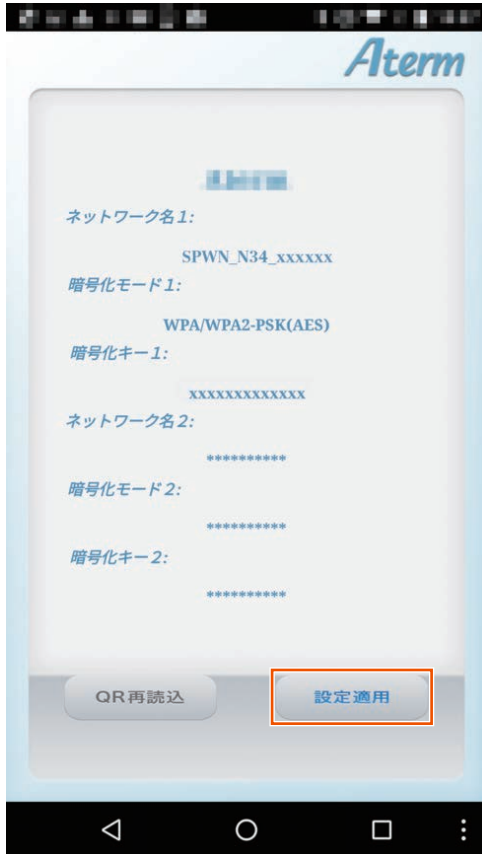 Aterm
ネットワーク名1:
SPWN_N34_xxxxxx
暗号化モード1:
WPA/WPA2-PSK(AES)
暗号化キー1:
xxxxxxxxxxxxx
ネットワーク名2:
**********
暗号化モード2:
**********
暗号化キー2:
**********
QR再読込
設定適用